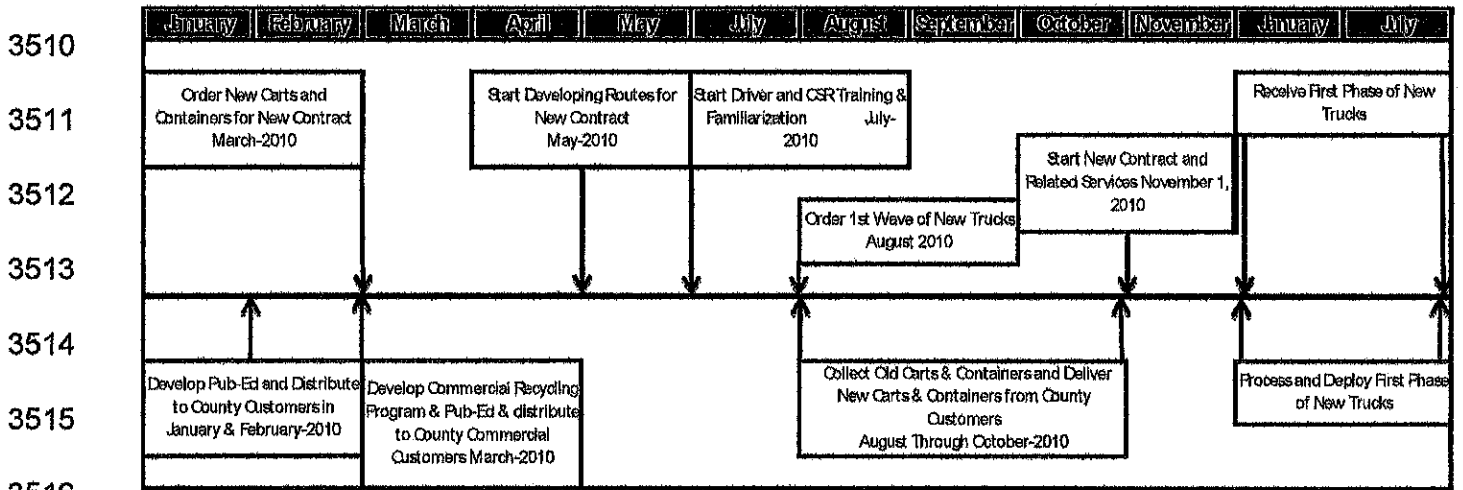 January February March April May July August September October November January July
3510
Order New Carts and
Containers for New Contract
March-2010
Start Developing Routes for
New Contract
May-2010
Start Driver and CSR Training &
Familiarization July-
2010
Receive First Phase of New
Trucks
3511
Start New Contract and
Related Services November 1,
2010
3512
Order 1st Wave of New Trucks
August 2010
3513
3514
Develop Pub-Ed and Distribute
to County Customers in
January & February-2010
Develop Commercial Recycling
Program & Pub-Ed & distribute
to County Commercial
Customers March-2010
Collect Old Carts & Containers and Deliver
New Carts & Containers from County
Customers
August Through October-2010
Process and Deploy First Phase
of New Trucks
3515
3516